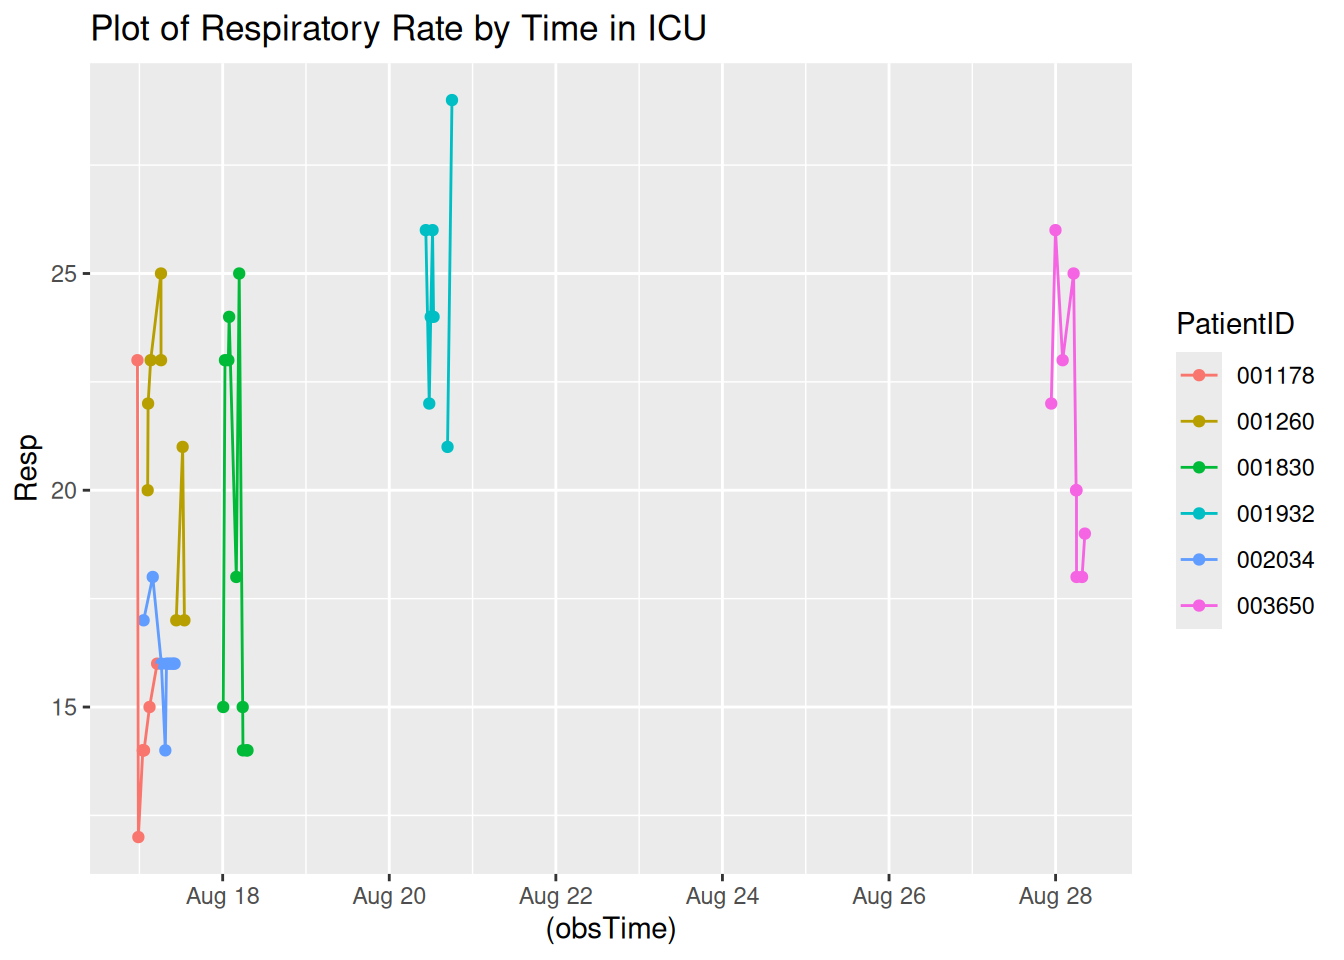 Plot of Respiratory Rate by Time in ICU
Resp
25
20
15
Aug 18 Aug 20 Aug 22 Aug 24 Aug 26 Aug 28
(obsTime)
PatientID
001178
001260
001830
001932
002034
003650